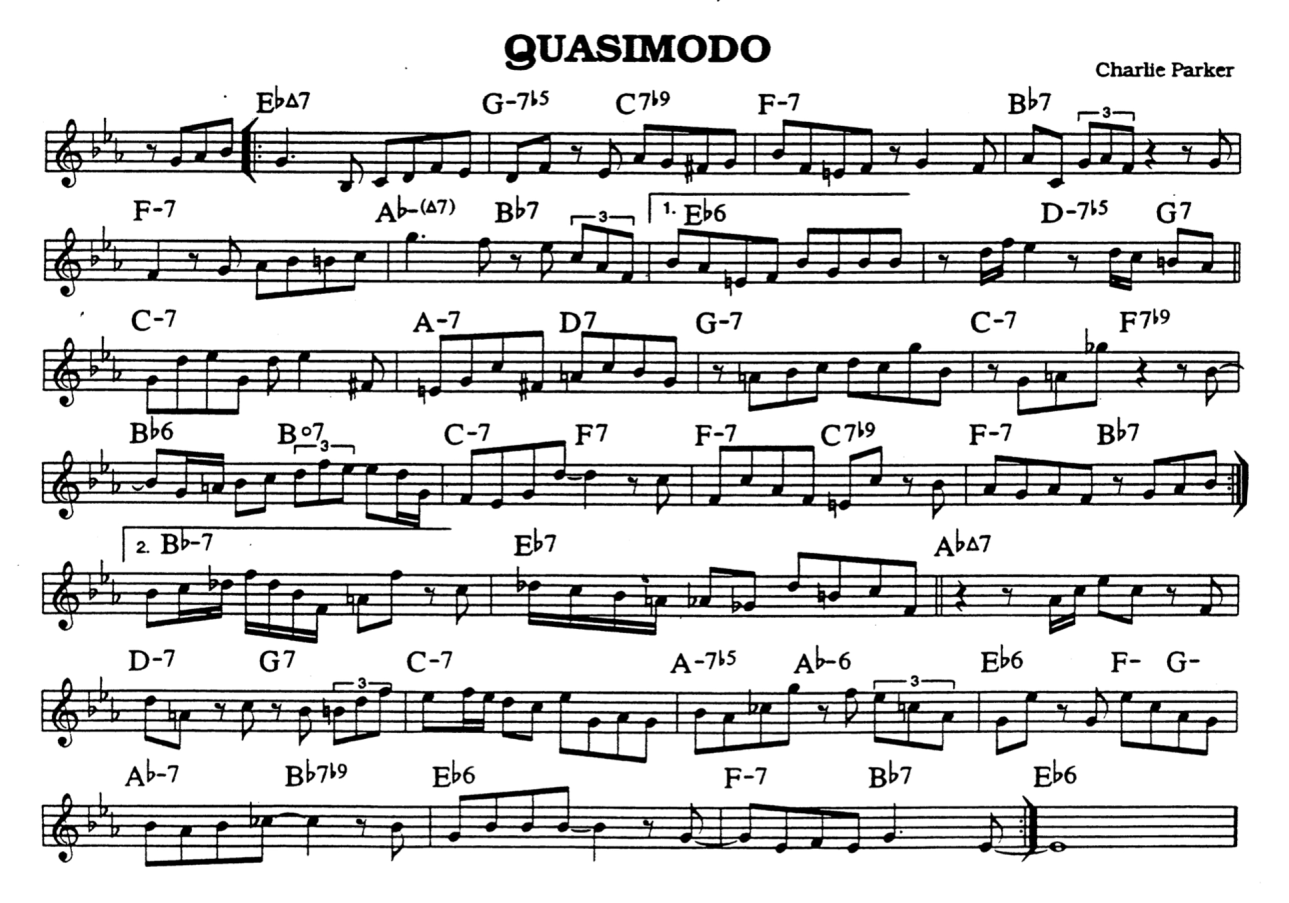 QUASIMODO
Charlie Parker
E♭Δ7 G-7♭5 C7♭9 F-7 B♭7
3
F-7 A♭-(Δ7) B♭7 1. E♭6 D-7♭5 G7
3
C-7 A-7 D7 G-7 C-7 F7♭9
B♭6 B°7 C-7 F7 F-7 C7♭9 F-7 B♭7
3
2. B♭-7 E♭7 A♭Δ7
D-7 G7 C-7 A-7♭5 A♭-6 E♭6 F- G-
3 3
A♭-7 B♭7♭9 E♭6 F-7 B♭7 E♭6